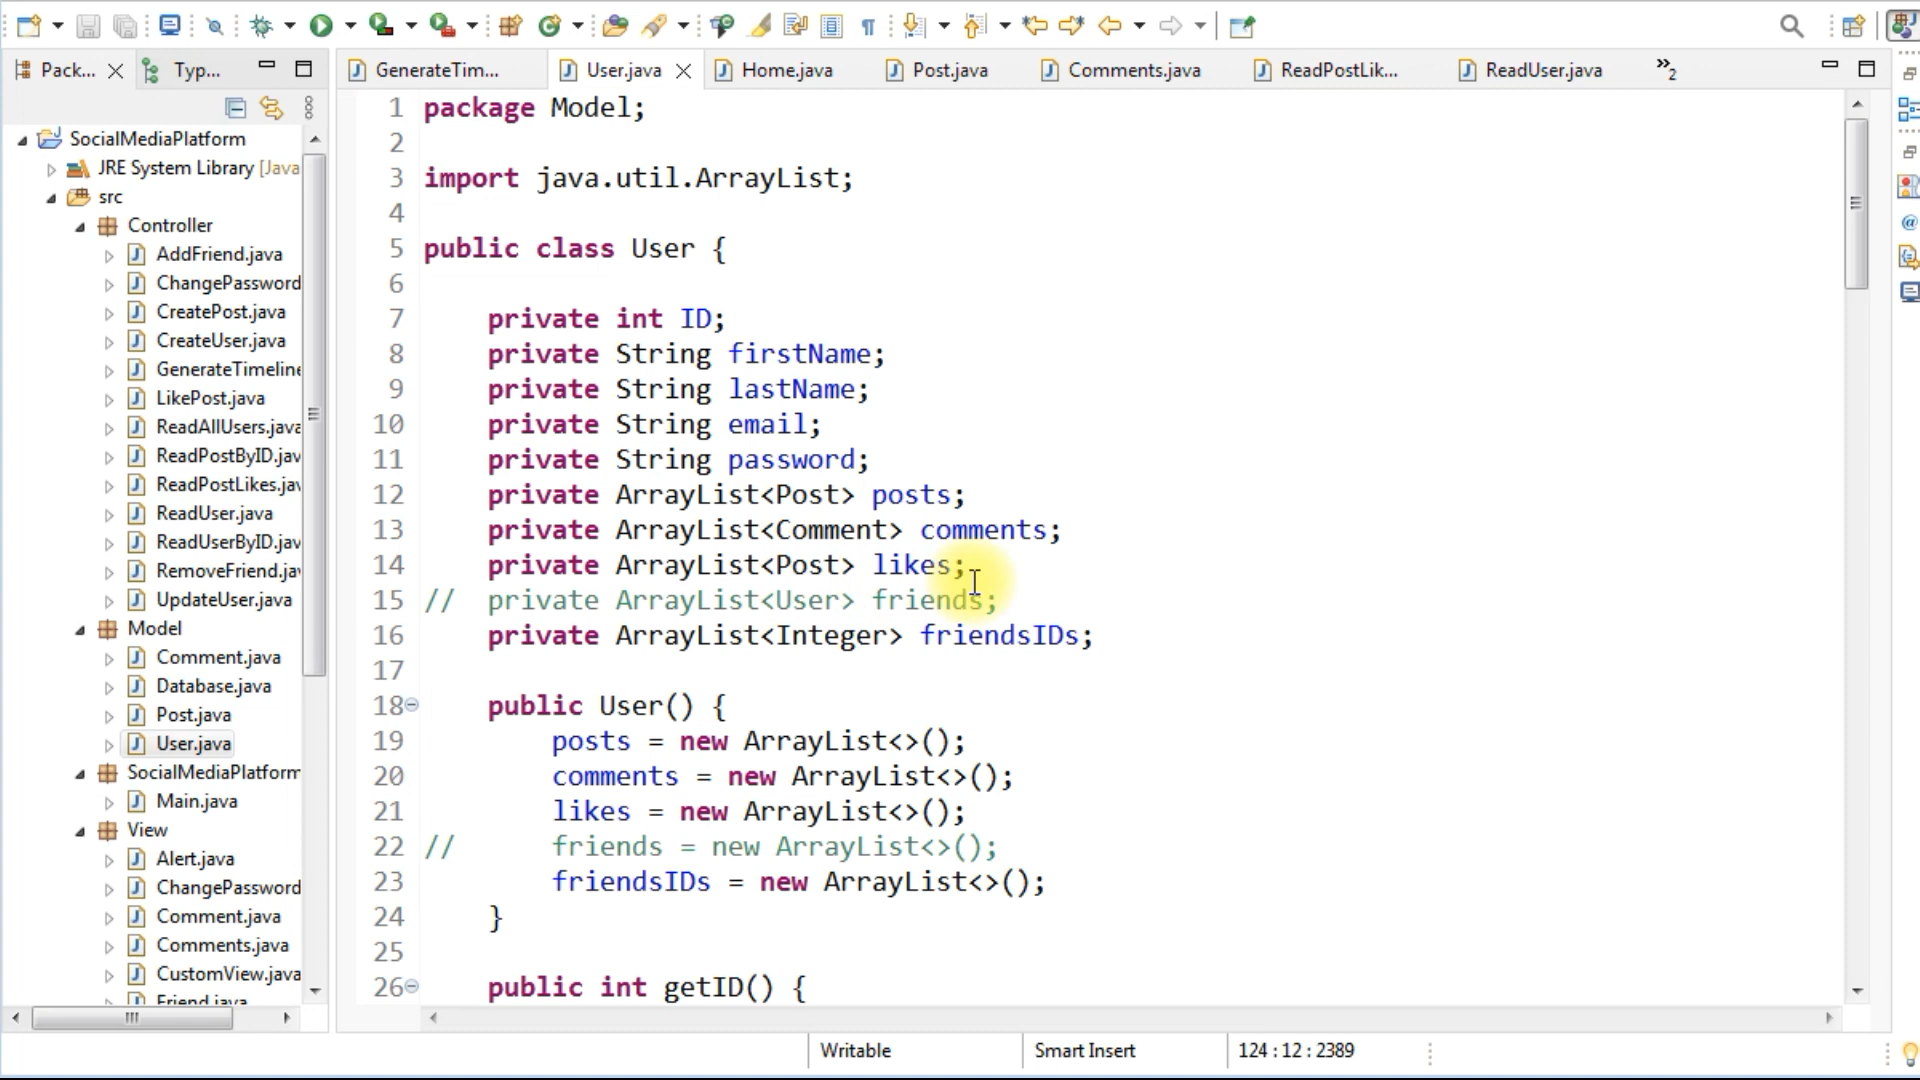 Pack...
Typ...
GenerateTim...
User.java
Home.java
Post.java
Comments.java
ReadPostLik...
ReadUser.java
»2
SocialMediaPlatform
JRE System Library [Java
src
Controller
AddFriend.java
ChangePassword
CreatePost.java
CreateUser.java
GenerateTimeline
LikePost.java
ReadAllUsers.java
ReadPostByID.jav
ReadPostLikes.jav
ReadUser.java
ReadUserByID.jav
RemoveFriend.jav
UpdateUser.java
Model
Comment.java
Database.java
Post.java
User.java
SocialMediaPlatform
Main.java
View
Alert.java
ChangePassword
Comment.java
Comments.java
CustomView.java
Friend.java
1 package Model;
2
3 import java.util.ArrayList;
4
5 public class User {
6
7 private int ID;
8 private String firstName;
9 private String lastName;
10 private String email;
11 private String password;
12 private ArrayList<Post> posts;
13 private ArrayList<Comment> comments;
14 private ArrayList<Post> likes;
15 // private ArrayList<User> friends;
16 private ArrayList<Integer> friendsIDs;
17
18 public User() {
19 posts = new ArrayList<>();
20 comments = new ArrayList<>();
21 likes = new ArrayList<>();
22 // friends = new ArrayList<>();
23 friendsIDs = new ArrayList<>();
24 }
25
26 public int getID() {
Writable
Smart Insert
124 : 12 : 2389